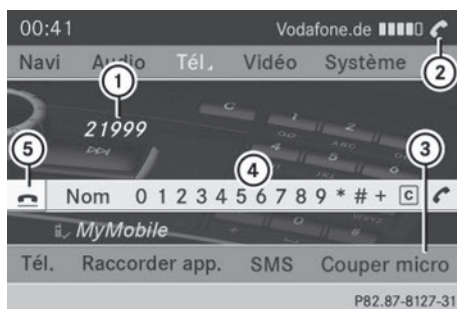 00:41 Vodafone.de
Navi Audio Tél. Vidéo Système
1
2
21999
5
4
3
Nom 0 1 2 3 4 5 6 7 8 9 * # + C
MyMobile
Tél. Raccorder app. SMS Couper micro
P82.87-8127-31